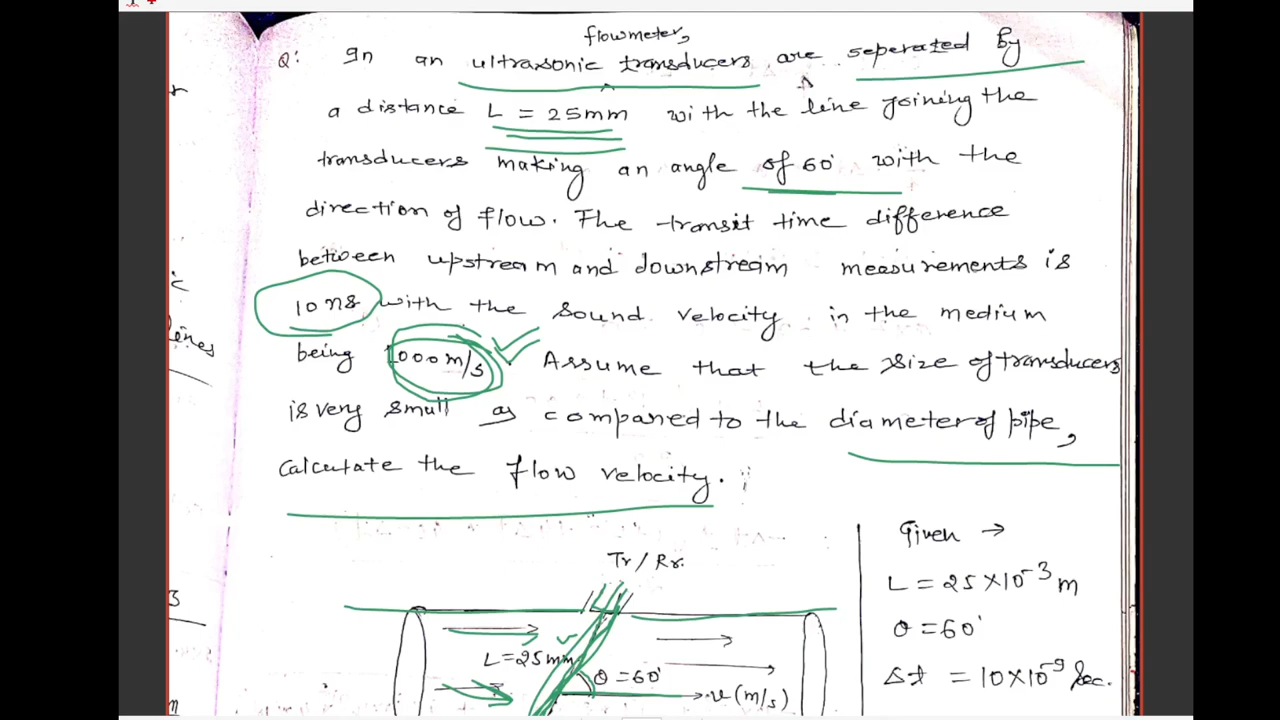 flowmeter,
Q: In an ultrasonic transducers are seperated by
a distance L = 25mm with the line joining the
transducers making an angle of 60° with the
direction of flow. The transit time difference
between upstream and downstream measurements is
10 ns with the sound velocity in the medium
being 1000m/s. Assume that the size of transducers
is very small as compared to the diameter of pipe,
calculate the flow velocity.
Tr / Rr.
L=25mm
θ = 60°
v (m/s)
Given →
L = 25×10⁻³ m
θ = 60°
Δt = 10×10⁻⁹ sec.
lines
3